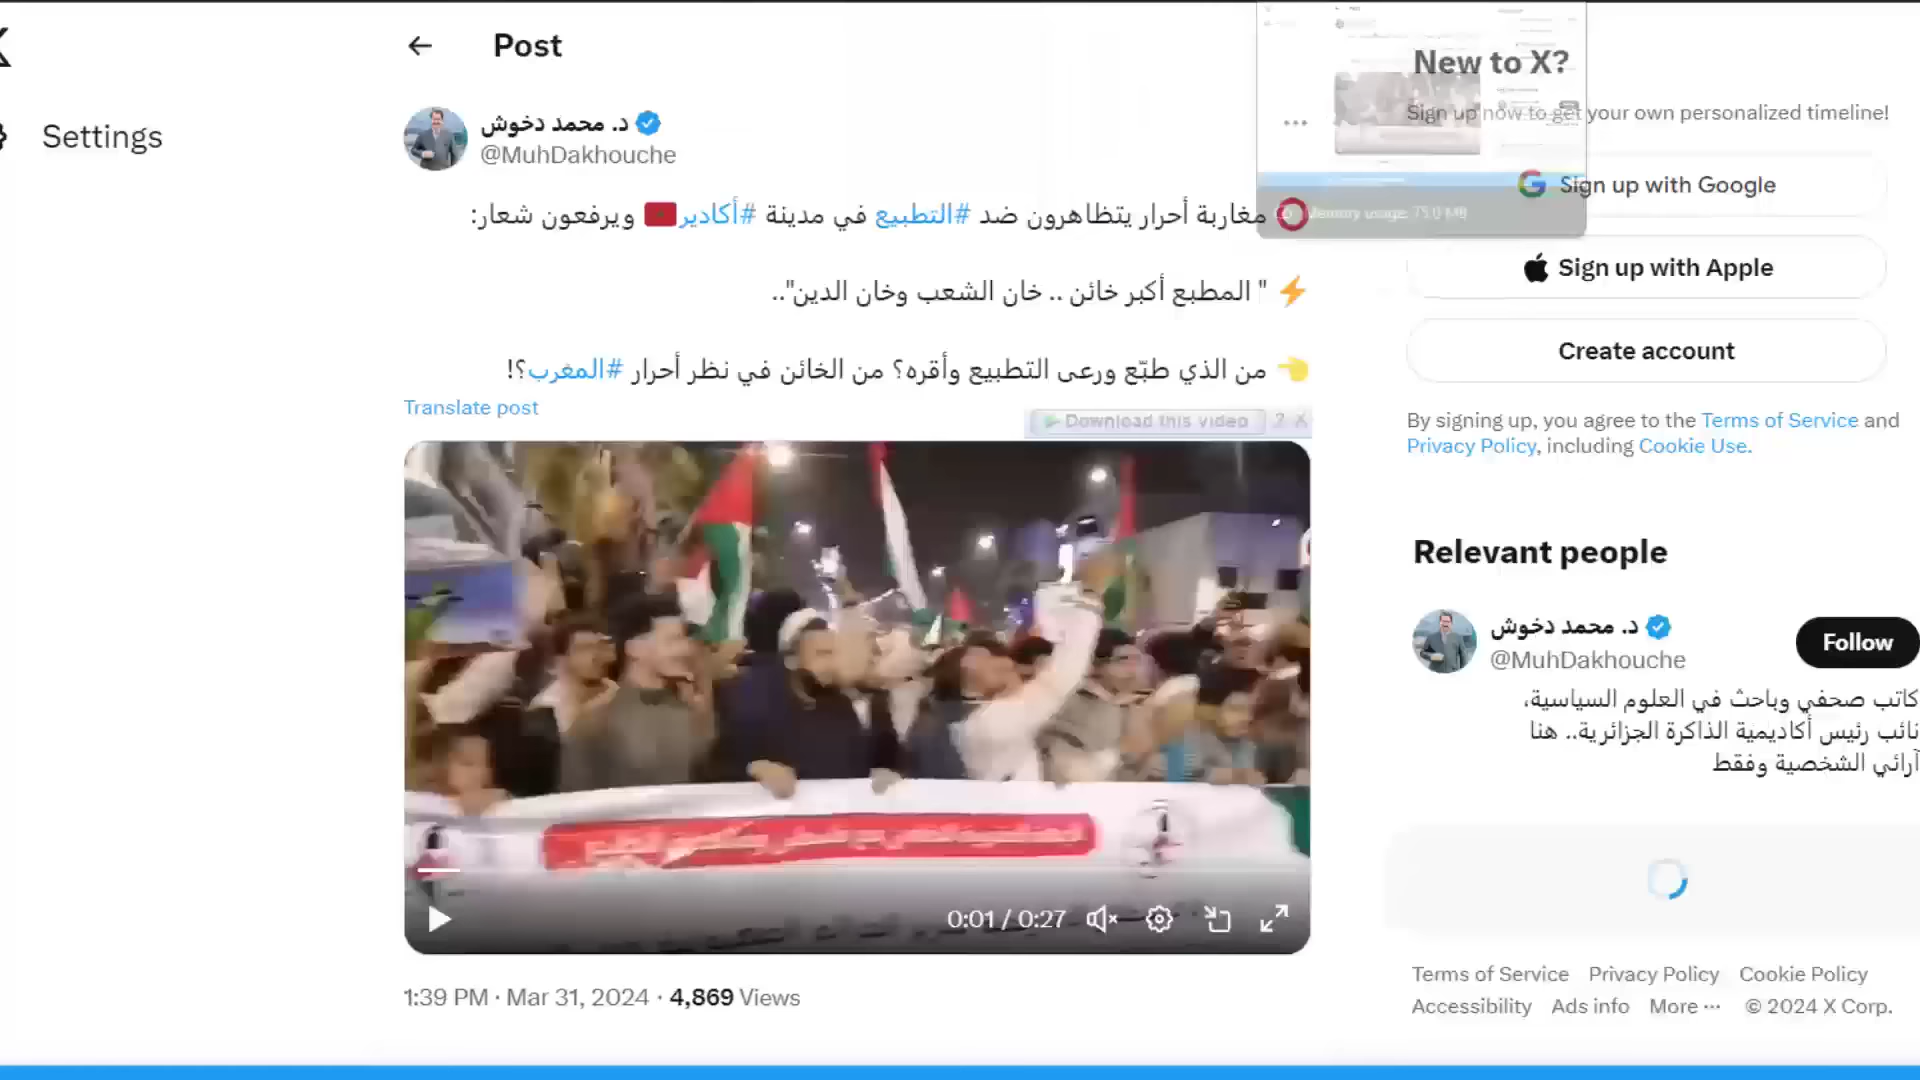 Post
New to X?
Sign up now to get your own personalized timeline!
Settings
د. محمد دخوش
@MuhDakhouche
Sign up with Google
مغاربة أحرار يتظاهرون ضد #التطبيع في مدينة #أكادير🇲🇦 ويرفعون شعار:
Memory usage: 75.0 MB
Sign up with Apple
⚡ " المطبع أكبر خائن .. خان الشعب وخان الدين"..
Create account
👈 من الذي طبّع ورعى التطبيع وأقره؟ من الخائن في نظر أحرار #المغرب؟!
Translate post
Download this video ? X
By signing up, you agree to the Terms of Service and
Privacy Policy, including Cookie Use.
Relevant people
د. محمد دخوش
@MuhDakhouche
Follow
كاتب صحفي وباحث في العلوم السياسية،
نائب رئيس أكاديمية الذاكرة الجزائرية.. هنا
آرائي الشخصية وفقط
0:01 / 0:27
1:39 PM · Mar 31, 2024 · 4,869 Views
Terms of Service Privacy Policy Cookie Policy
Accessibility Ads info More ··· © 2024 X Corp.